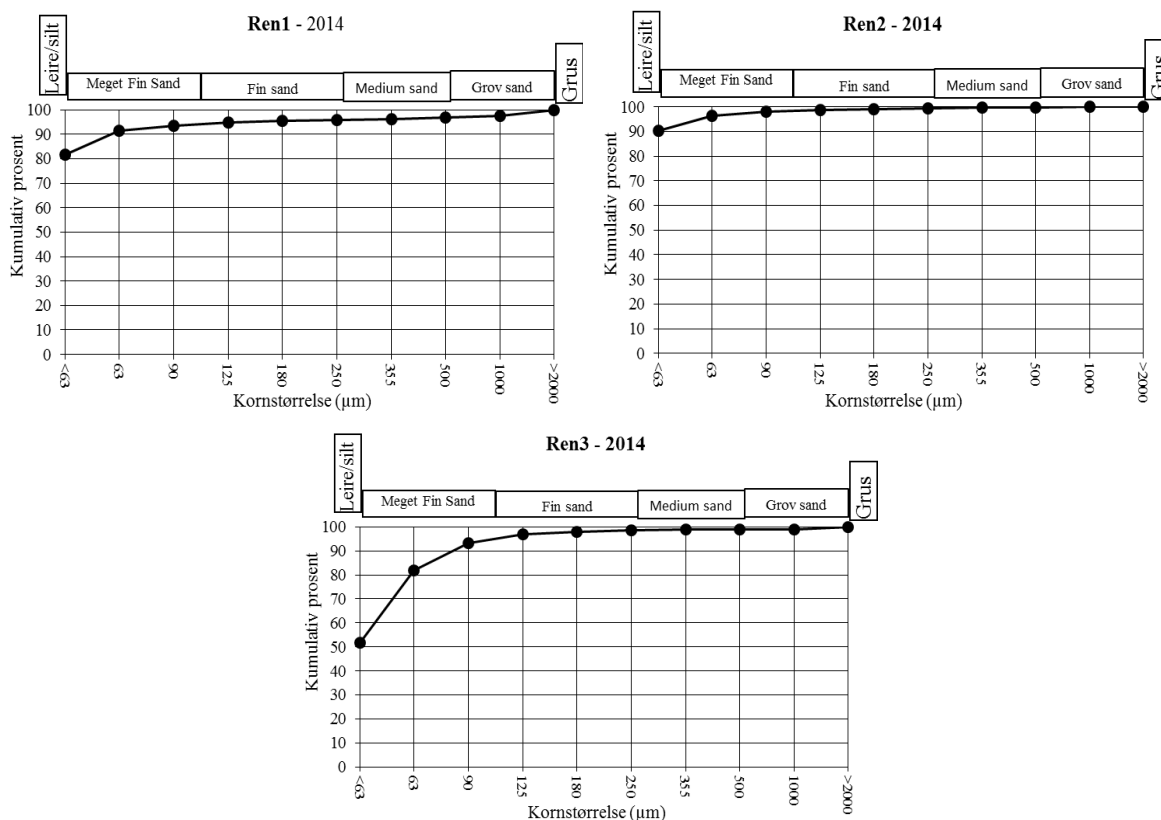 Ren1 - 2014
Leire/silt
Meget Fin Sand
Fin sand
Medium sand
Grov sand
Grus
Kumulativ prosent
100
90
80
70
60
50
40
30
20
10
0
<63
63
90
125
180
250
355
500
1000
>2000
Kornstørrelse (µm)
Ren2 - 2014
Leire/silt
Meget Fin Sand
Fin sand
Medium sand
Grov sand
Grus
Kumulativ prosent
100
90
80
70
60
50
40
30
20
10
0
<63
63
90
125
180
250
355
500
1000
>2000
Kornstørrelse (µm)
Ren3 - 2014
Leire/silt
Meget Fin Sand
Fin sand
Medium sand
Grov sand
Grus
Kumulativ prosent
100
90
80
70
60
50
40
30
20
10
0
<63
63
90
125
180
250
355
500
1000
>2000
Kornstørrelse (µm)